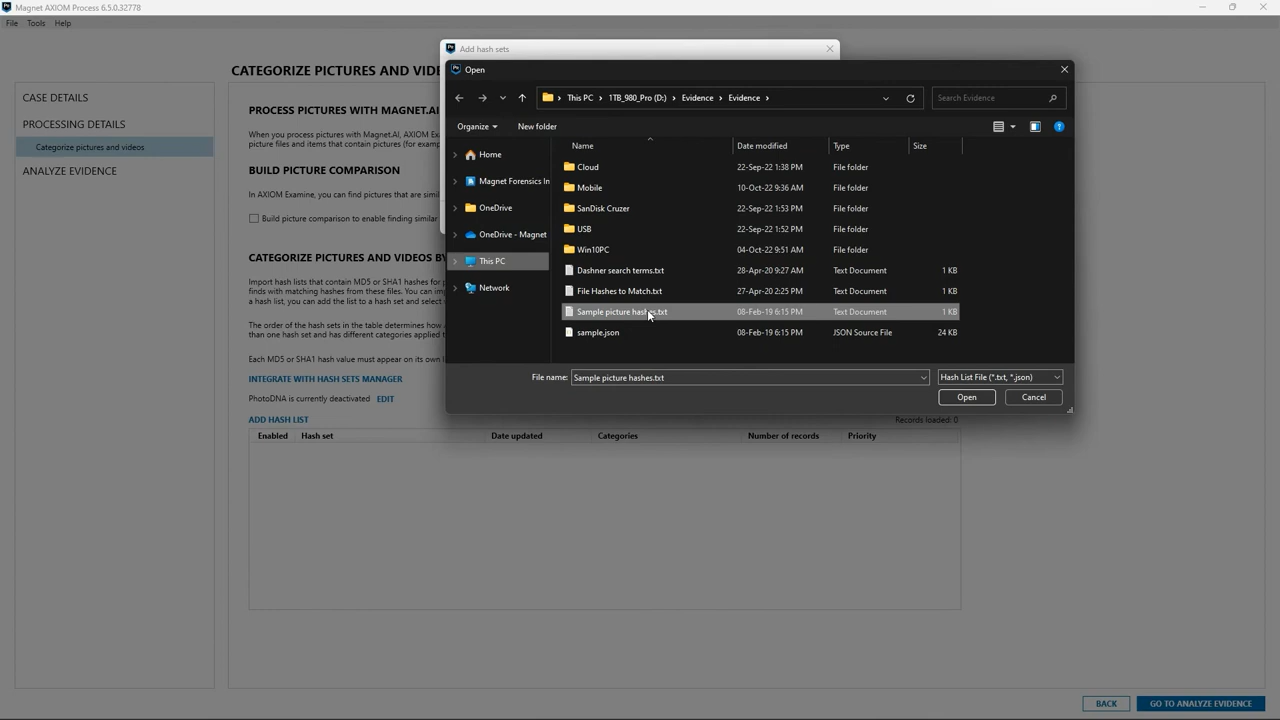 Magnet AXIOM Process 6.5.0.32778
File Tools Help
CATEGORIZE PICTURES AND VIDE
CASE DETAILS
PROCESSING DETAILS
Categorize pictures and videos
ANALYZE EVIDENCE
PROCESS PICTURES WITH MAGNET.AI
When you process pictures with Magnet.AI, AXIOM Exa
picture files and items that contain pictures (for examp
BUILD PICTURE COMPARISON
In AXIOM Examine, you can find pictures that are simil
Build picture comparison to enable finding similar
CATEGORIZE PICTURES AND VIDEOS BY
Import hash lists that contain MD5 or SHA1 hashes for
finds with matching hashes from these files. You can im
a hash list, you can add the list to a hash set and select
The order of the hash sets in the table determines how
than one hash set and has different categories applied t
Each MD5 or SHA1 hash value must appear on its own l
INTEGRATE WITH HASH SETS MANAGER
PhotoDNA is currently deactivated EDIT
ADD HASH LIST
Records loaded: 0
Enabled Hash set Date updated Categories Number of records Priority
Add hash sets
Open
This PC > 1TB_980_Pro (D:) > Evidence > Evidence >
Search Evidence
Organize New folder
Home
Magnet Forensics In
OneDrive
OneDrive - Magnet
This PC
Network
Name Date modified Type Size
Cloud 22-Sep-22 1:38 PM File folder
Mobile 10-Oct-22 9:36 AM File folder
SanDisk Cruzer 22-Sep-22 1:53 PM File folder
USB 22-Sep-22 1:52 PM File folder
Win10PC 04-Oct-22 9:51 AM File folder
Dashner search terms.txt 28-Apr-20 9:27 AM Text Document 1 KB
File Hashes to Match.txt 27-Apr-20 2:25 PM Text Document 1 KB
Sample picture hashes.txt 08-Feb-19 6:15 PM Text Document 1 KB
sample.json 08-Feb-19 6:15 PM JSON Source File 24 KB
File name: Sample picture hashes.txt Hash List File (*.txt, *.json)
Open Cancel
BACK GO TO ANALYZE EVIDENCE